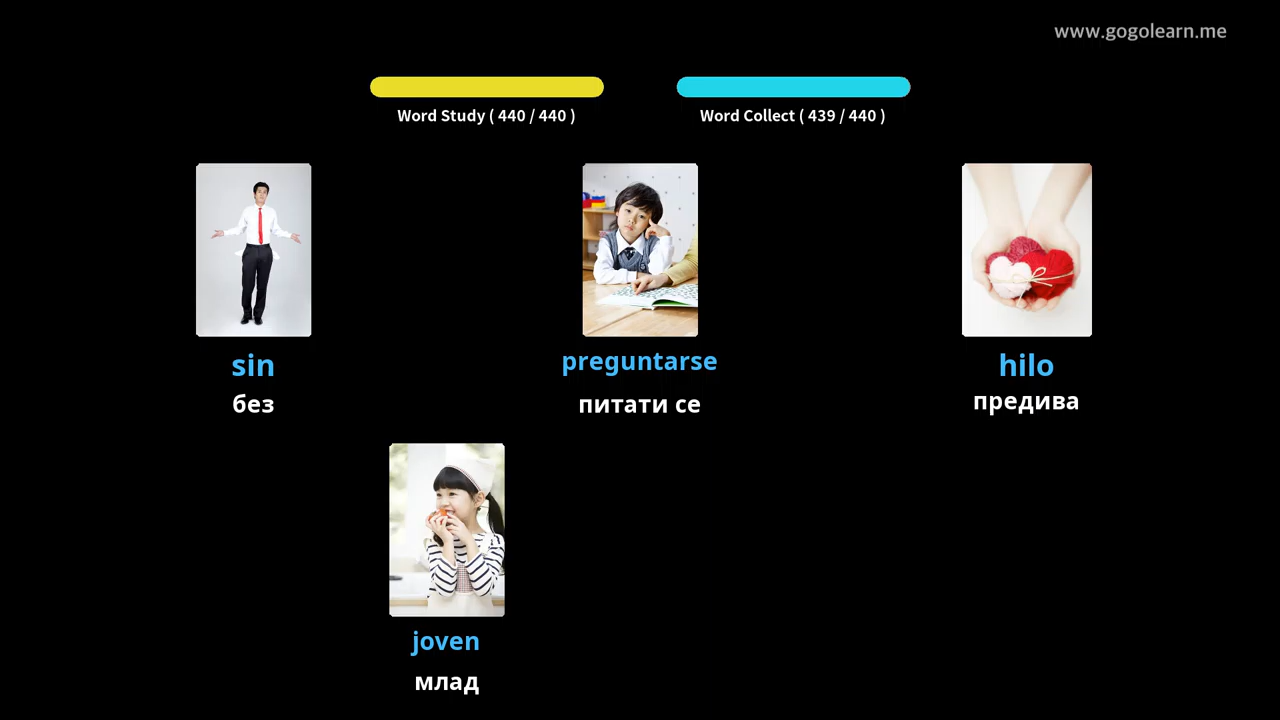 www.gogolearn.me
Word Study ( 440 / 440 )
Word Collect ( 439 / 440 )
sin
без
preguntarse
питати се
hilo
предива
joven
млад